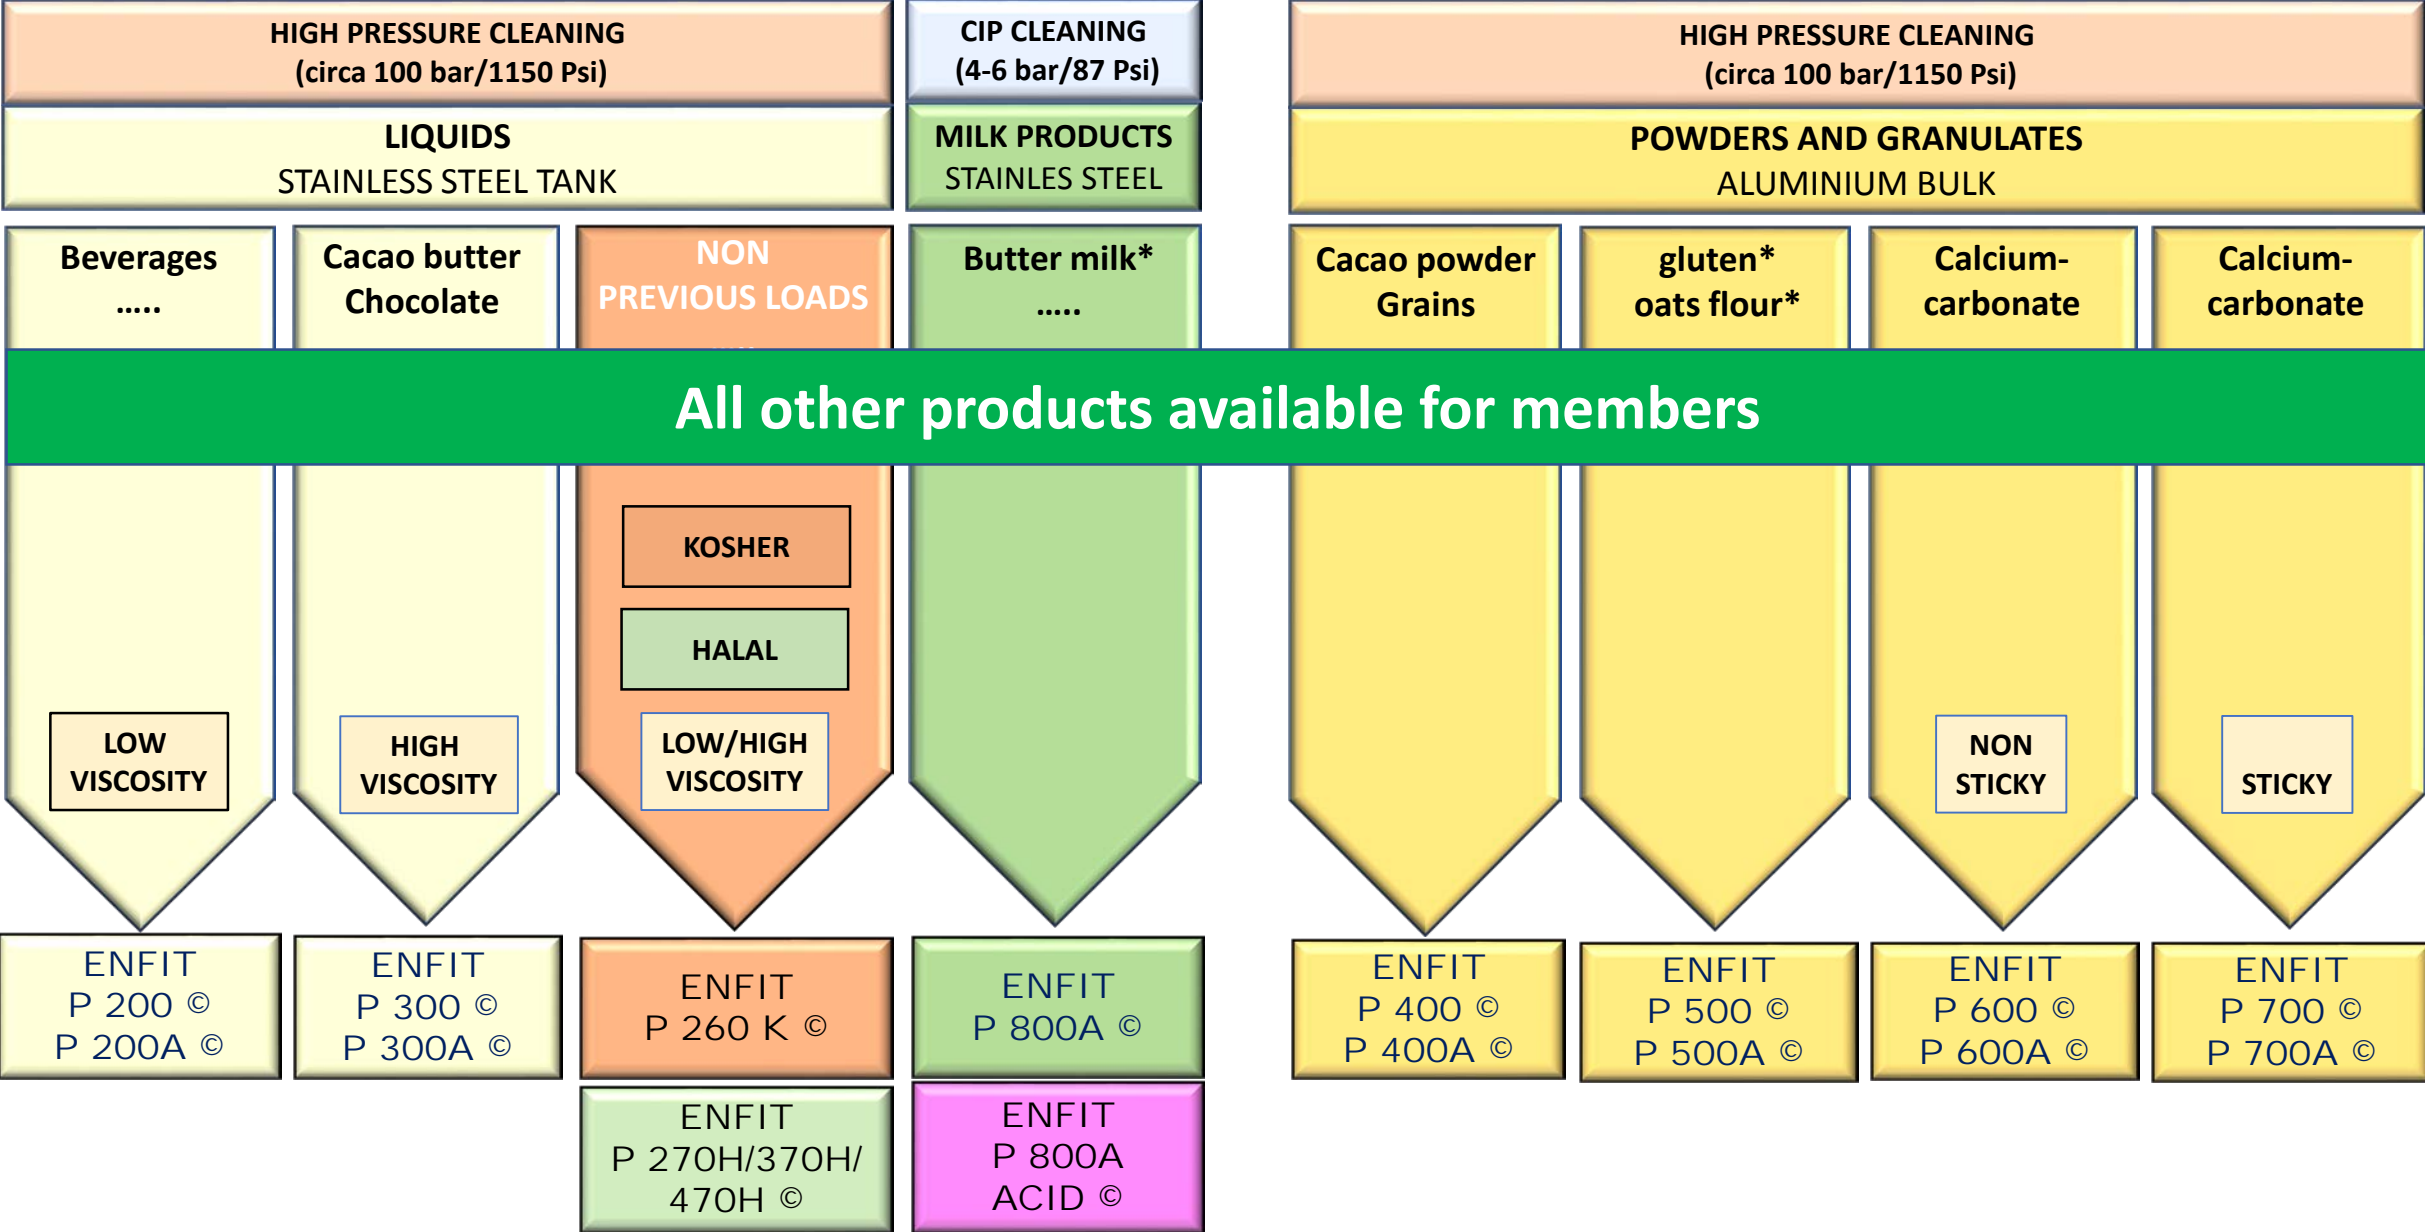 HIGH PRESSURE CLEANING
(circa 100 bar/1150 Psi)
CIP CLEANING
(4-6 bar/87 Psi)
HIGH PRESSURE CLEANING
(circa 100 bar/1150 Psi)
LIQUIDS
STAINLESS STEEL TANK
MILK PRODUCTS
STAINLES STEEL
POWDERS AND GRANULATES
ALUMINIUM BULK
Beverages
.....
Cacao butter
Chocolate
NON
PREVIOUS LOADS
Butter milk*
.....
Cacao powder
Grains
gluten*
oats flour*
Calcium-
carbonate
Calcium-
carbonate
All other products available for members
KOSHER
HALAL
LOW
VISCOSITY
HIGH
VISCOSITY
LOW/HIGH
VISCOSITY
NON
STICKY
STICKY
ENFIT
P 200 ©
P 200A ©
ENFIT
P 300 ©
P 300A ©
ENFIT
P 260 K ©
ENFIT
P 800A ©
ENFIT
P 400 ©
P 400A ©
ENFIT
P 500 ©
P 500A ©
ENFIT
P 600 ©
P 600A ©
ENFIT
P 700 ©
P 700A ©
ENFIT
P 270H/370H/
470H ©
ENFIT
P 800A
ACID ©